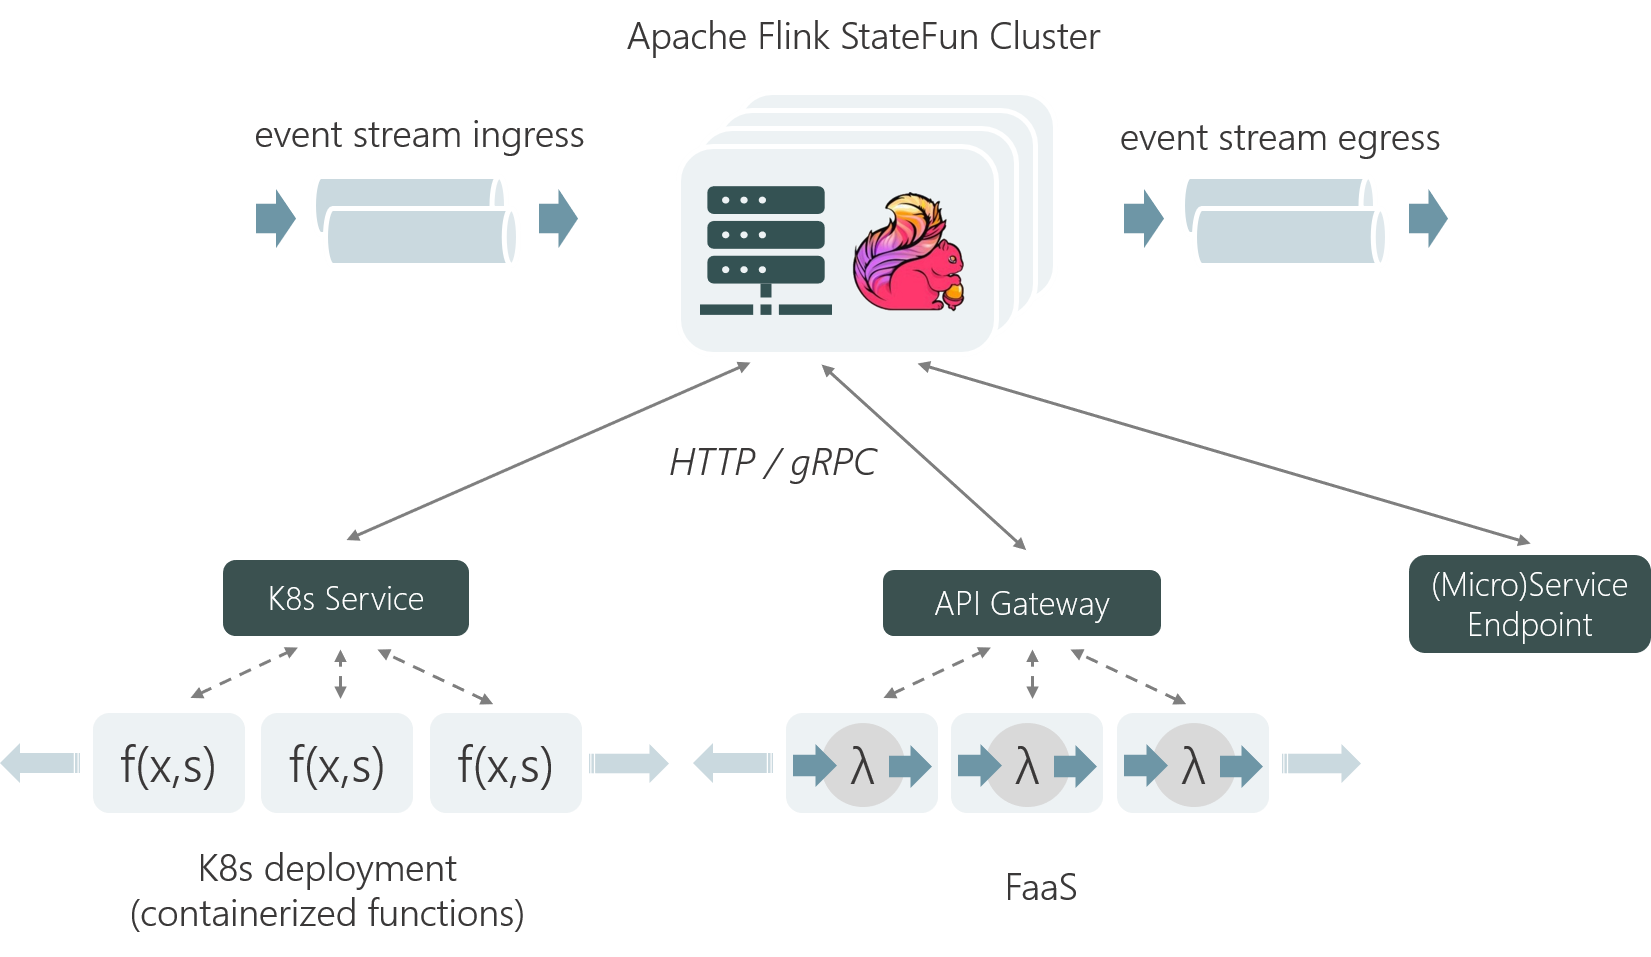 Apache Flink StateFun Cluster
event stream ingress
event stream egress
HTTP / gRPC
K8s Service
API Gateway
(Micro)Service
Endpoint
f(x,s)
f(x,s)
f(x,s)
λ
λ
λ
K8s deployment
(containerized functions)
FaaS